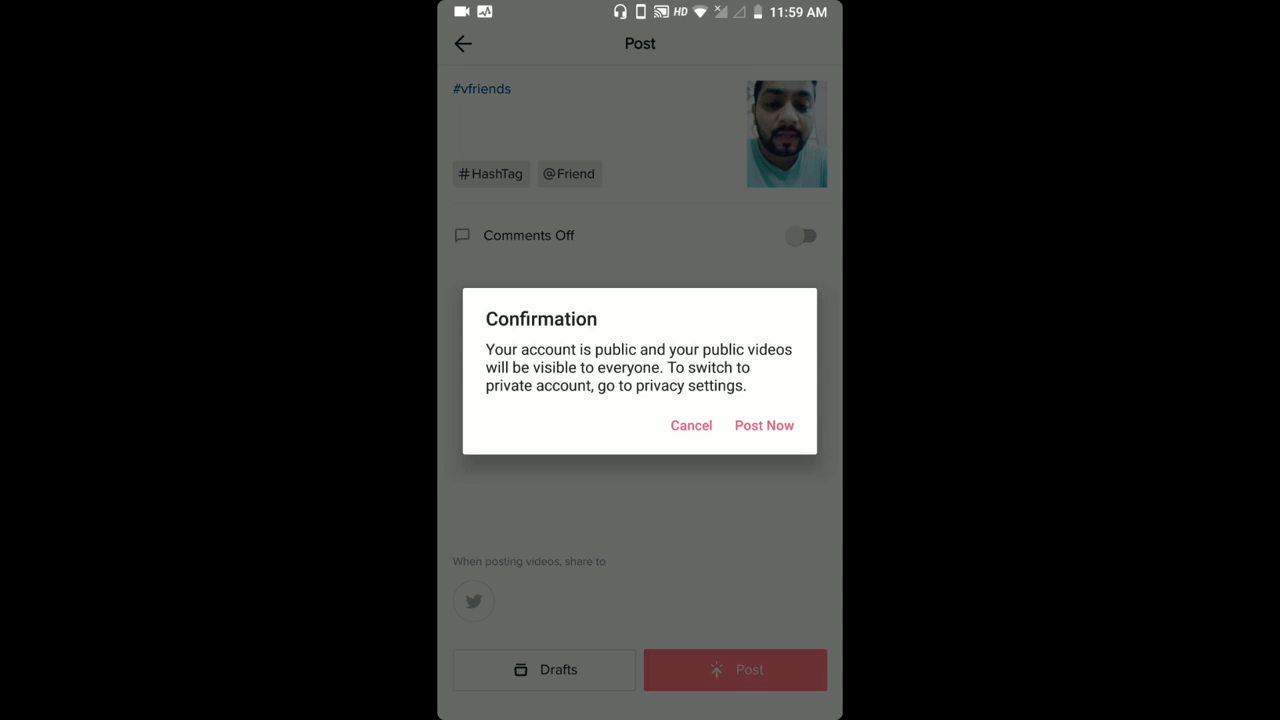 HD 11:59 AM
Post
#vfriends
#HashTag @Friend
Comments Off
Confirmation
Your account is public and your public videos
will be visible to everyone. To switch to
private account, go to privacy settings.
Cancel Post Now
When posting videos, share to
Drafts Post